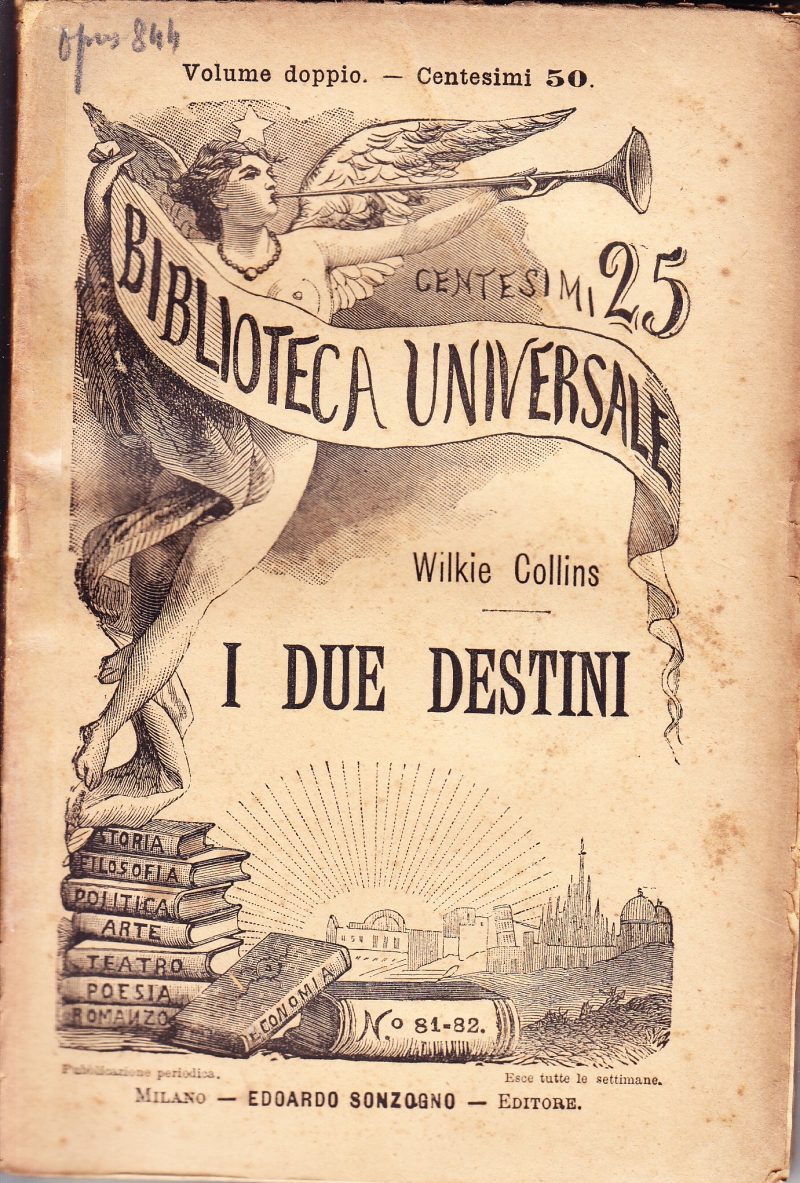 Opus 844
Volume doppio. — Centesimi 50.
CENTESIMI 25
BIBLIOTECA UNIVERSALE
Wilkie Collins
I DUE DESTINI
STORIA
FILOSOFIA
POLITICA
ARTE
TEATRO
POESIA
ROMANZO
ECONOMIA
N.o 81-82.
Pubblicazione periodica.
Esce tutte le settimane.
MILANO — EDOARDO SONZOGNO — EDITORE.